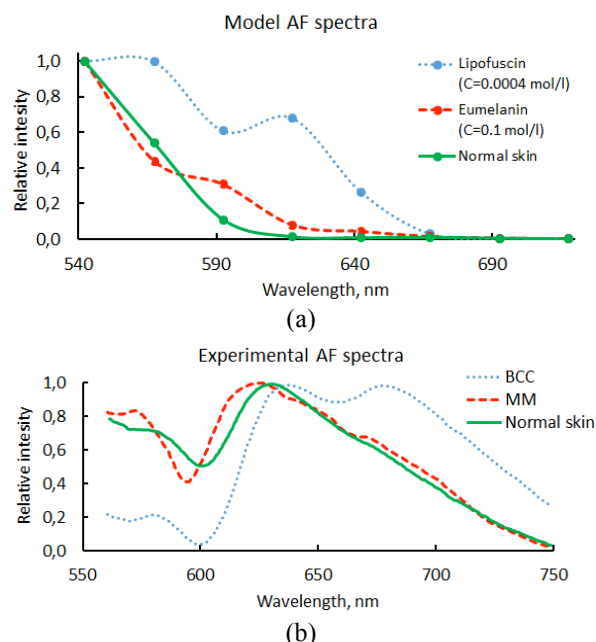 Model AF spectra
Relative intesity
1,0
0,8
0,6
0,4
0,2
0,0
540
590
640
690
Wavelength, nm
Lipofuscin
(C=0.0004 mol/l)
Eumelanin
(C=0.1 mol/l)
Normal skin
(a)
Experimental AF spectra
Relative intesity
1,0
0,8
0,6
0,4
0,2
0,0
550
600
650
700
750
Wavelength, nm
BCC
MM
Normal skin
(b)